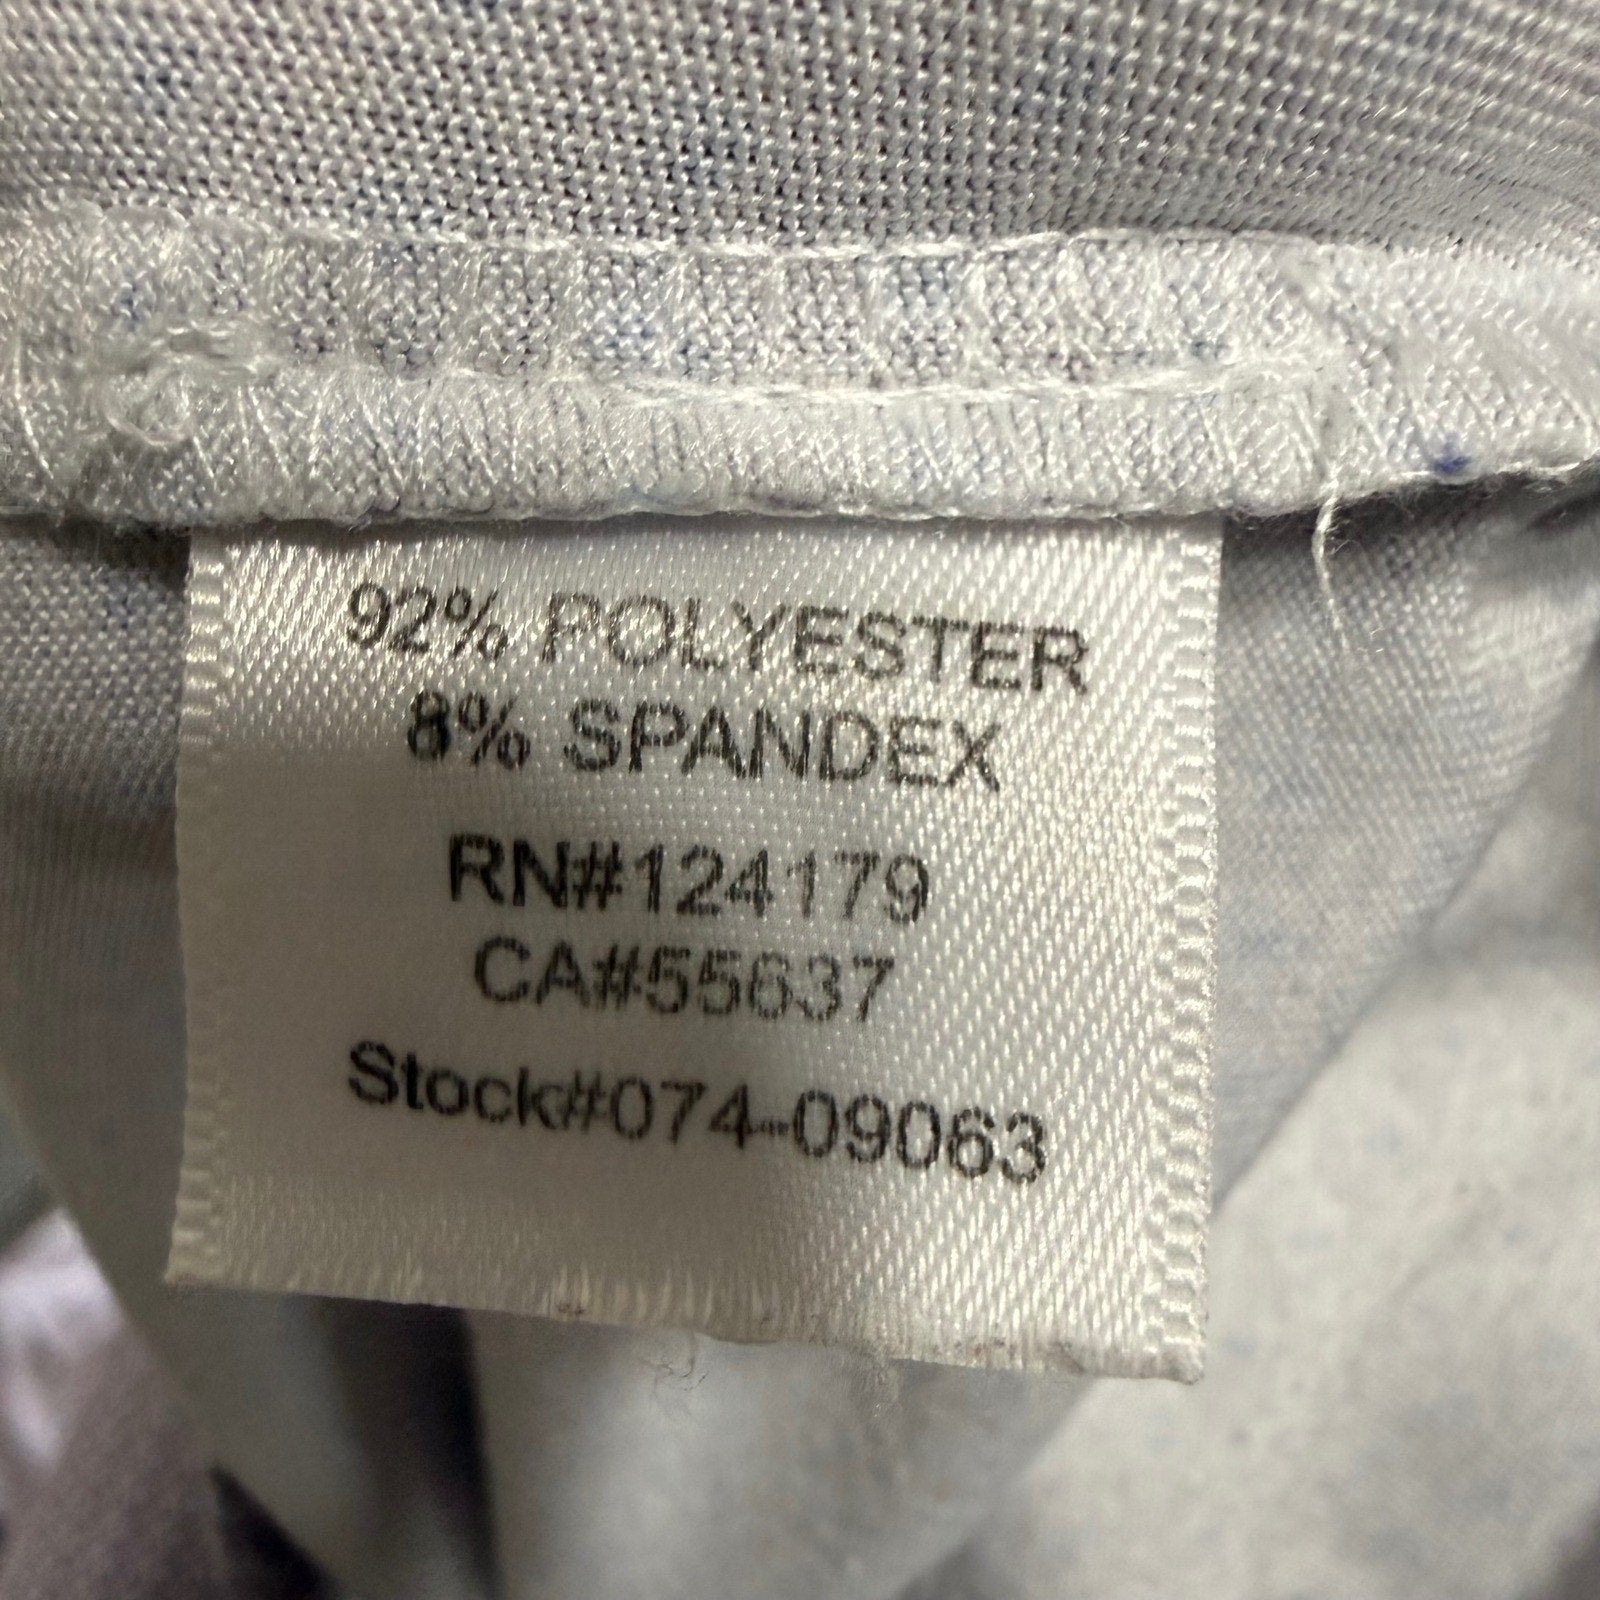 92% POLYESTER
8% SPANDEX
RN#124179
CA#55637
Stock#074-09063